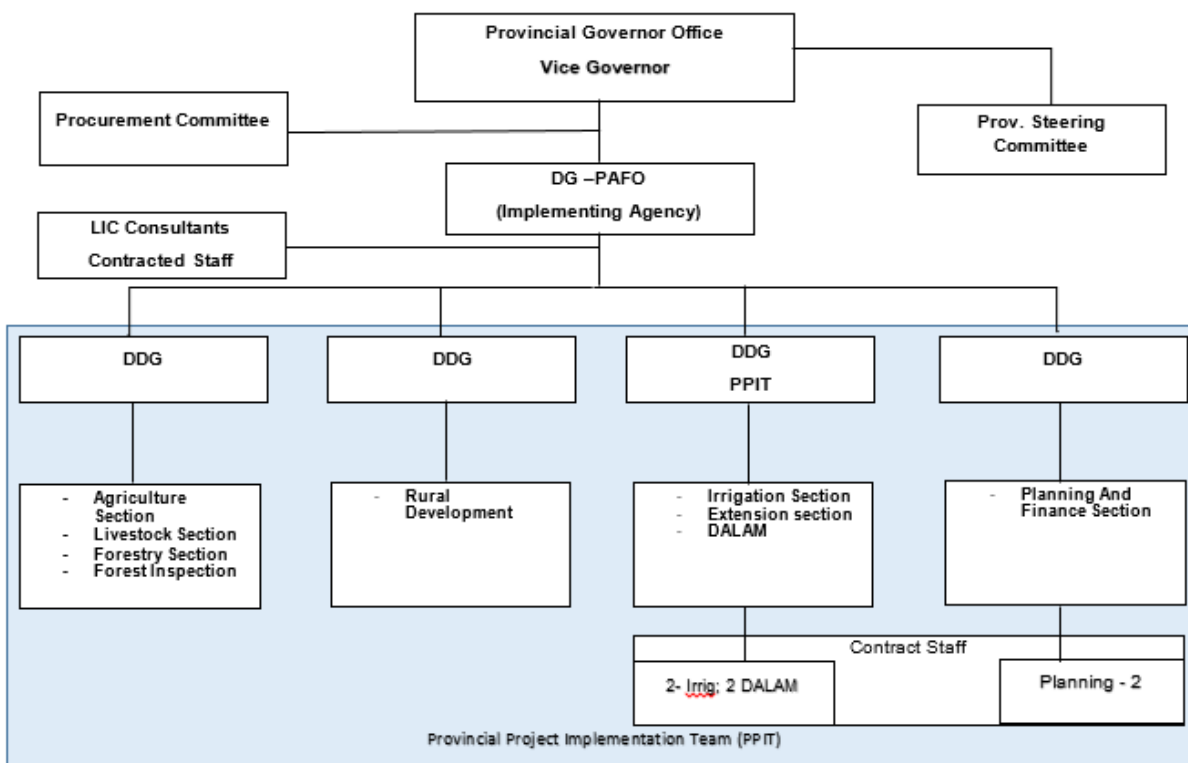 Provincial Governor Office
Vice Governor
Procurement Committee
Prov. Steering
Committee
DG –PAFO
(Implementing Agency)
LIC Consultants
Contracted Staff
DDG
DDG
DDG
PPIT
DDG
- Agriculture
Section
- Livestock Section
- Forestry Section
- Forest Inspection
- Rural
Development
- Irrigation Section
- Extension section
- DALAM
- Planning And
Finance Section
Contract Staff
2- Irrig; 2 DALAM
Planning - 2
Provincial Project Implementation Team (PPIT)